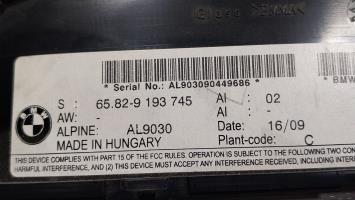 * Serial No.: AL903090449686 *
* BMW
S : 65.82-9 193 745 AI : 02
AW: - AI : -
ALPINE: AL9030 Date: 16/09
MADE IN HUNGARY Plant-code: C
THIS DEVICE COMPLIES WITH PART 15 OF THE FCC RULES. OPERATION IS SUBJECT TO THE FOLLOWING TWO
HARMFUL INTERFERENCE, AND (2) THIS DEVICE MUST ACCEPT ANY INTERFERENCE RECEIVED, INCLUDING